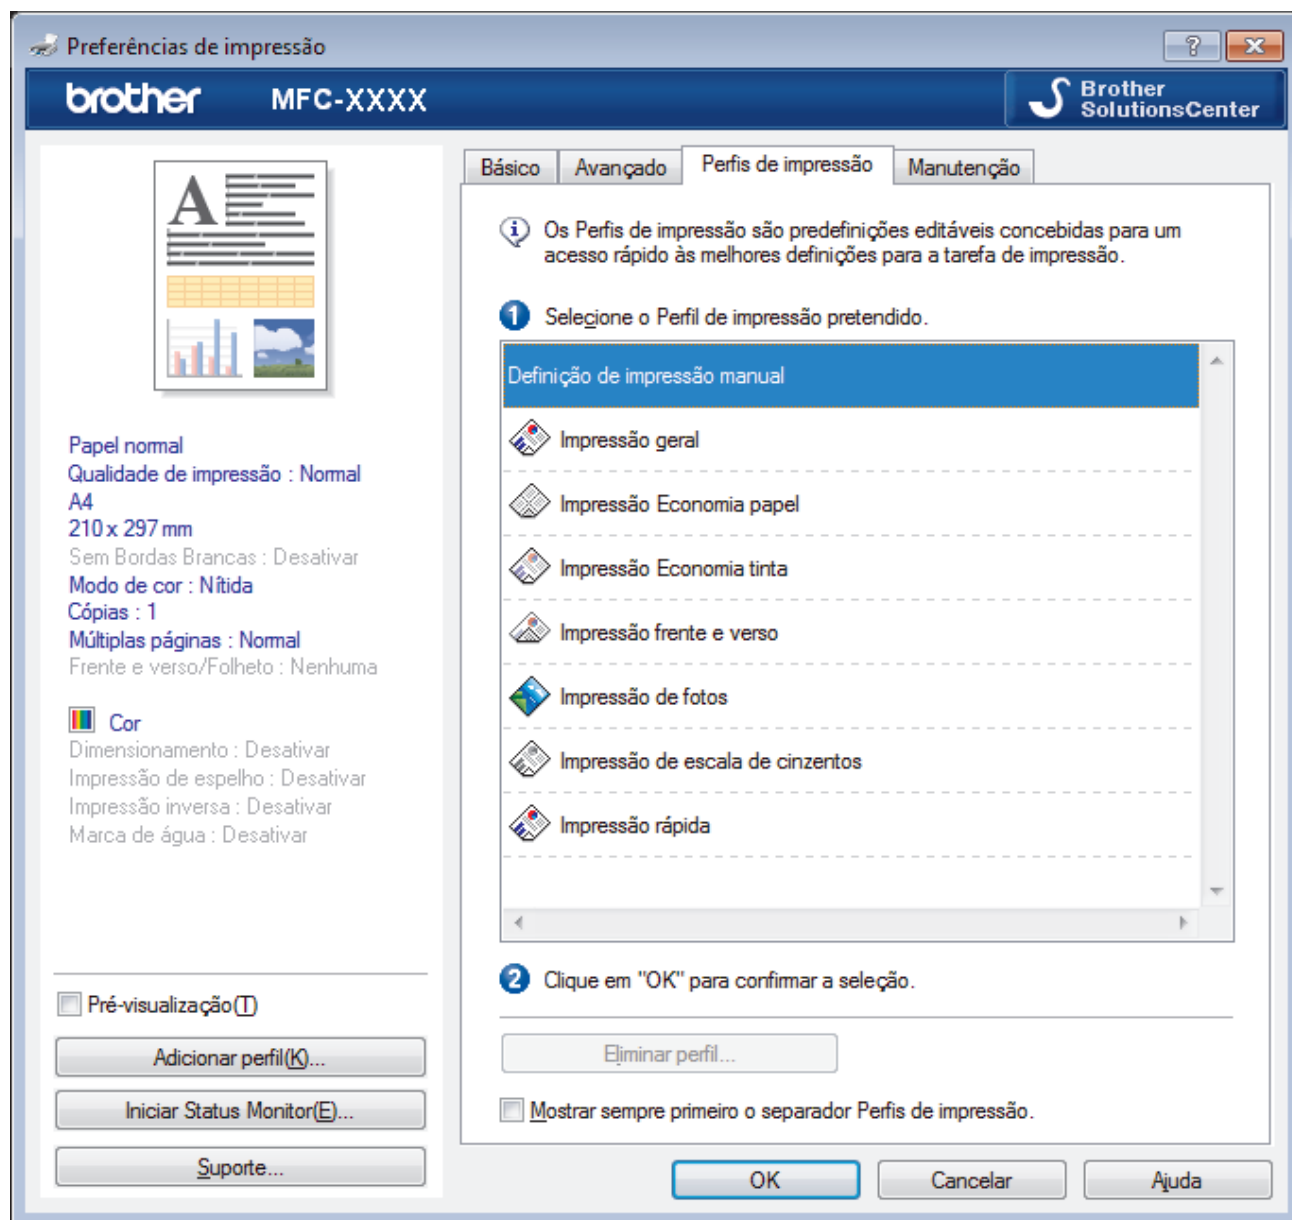 Preferências de impressão
brother MFC-XXXX
Brother
SolutionsCenter
A
Papel normal
Qualidade de impressão : Normal
A4
210 x 297 mm
Sem Bordas Brancas : Desativar
Modo de cor : Nítida
Cópias : 1
Múltiplas páginas : Normal
Frente e verso/Folheto : Nenhuma
Cor
Dimensionamento : Desativar
Impressão de espelho : Desativar
Impressão inversa : Desativar
Marca de água : Desativar
Pré-visualização(T)
Adicionar perfil(K)...
Iniciar Status Monitor(E)...
Suporte...
Básico Avançado Perfis de impressão Manutenção
Os Perfis de impressão são predefinições editáveis concebidas para um
acesso rápido às melhores definições para a tarefa de impressão.
1 Selecione o Perfil de impressão pretendido.
Definição de impressão manual
Impressão geral
Impressão Economia papel
Impressão Economia tinta
Impressão frente e verso
Impressão de fotos
Impressão de escala de cinzentos
Impressão rápida
2 Clique em "OK" para confirmar a seleção.
Eliminar perfil...
Mostrar sempre primeiro o separador Perfis de impressão.
OK Cancelar Ajuda